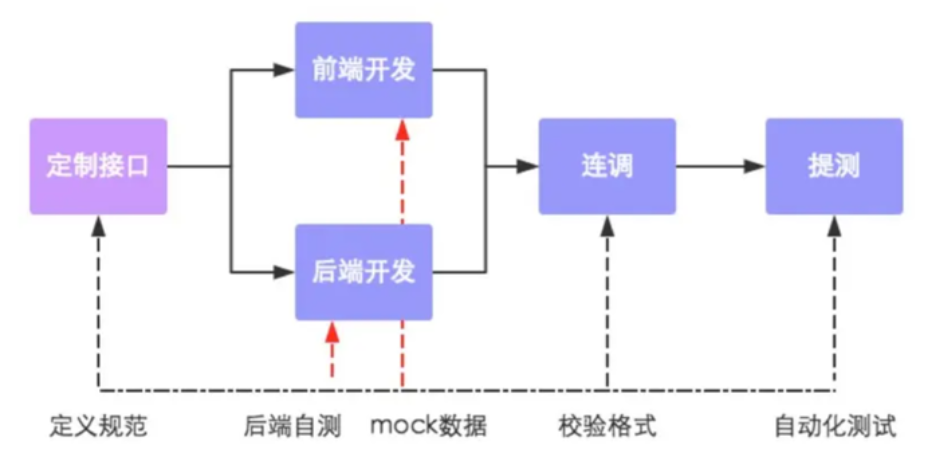 前端开发
定制接口
连调
提测
后端开发
定义规范
后端自测
mock数据
校验格式
自动化测试